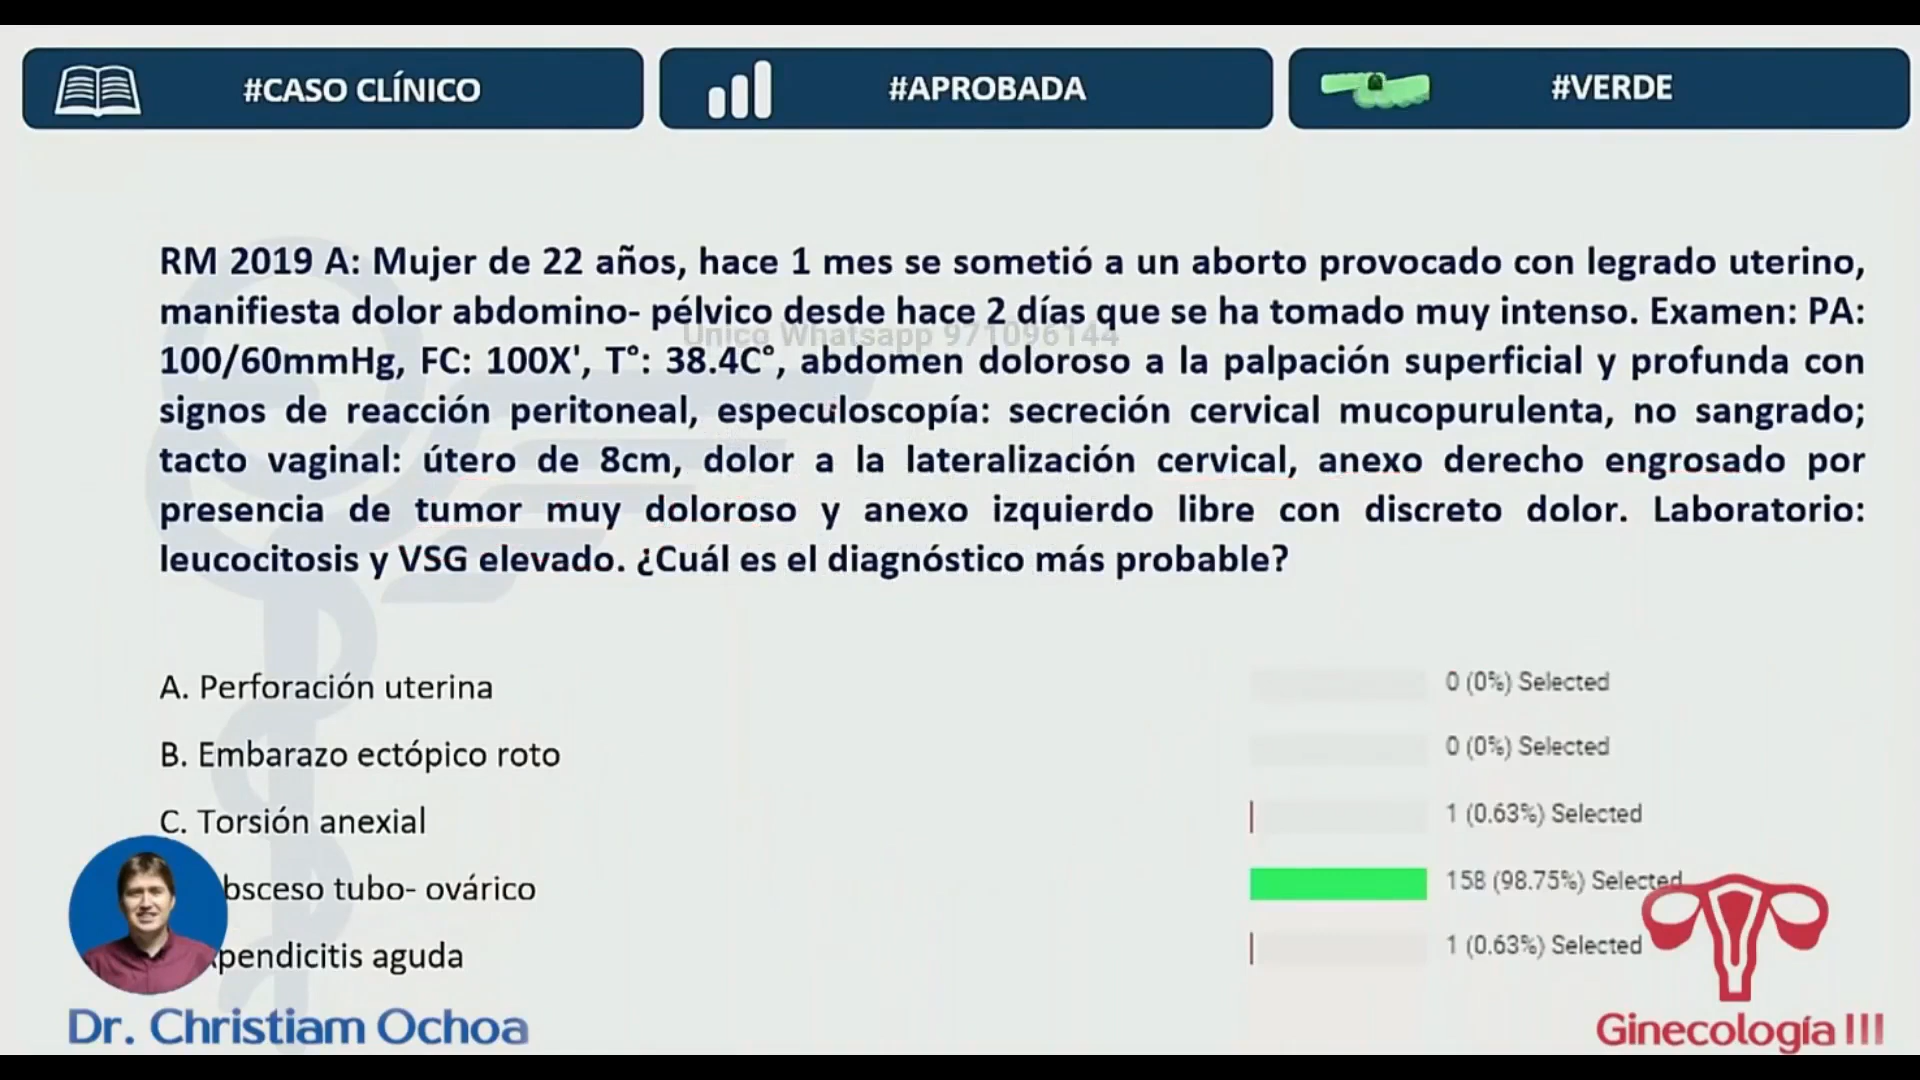 #CASO CLÍNICO
#APROBADA
#VERDE
RM 2019 A: Mujer de 22 años, hace 1 mes se sometió a un aborto provocado con legrado uterino,
manifiesta dolor abdomino- pélvico desde hace 2 días que se ha tomado muy intenso. Examen: PA:
Unico Whatsapp 971096144
100/60mmHg, FC: 100X', T°: 38.4C°, abdomen doloroso a la palpación superficial y profunda con
signos de reacción peritoneal, especuloscopía: secreción cervical mucopurulenta, no sangrado;
tacto vaginal: útero de 8cm, dolor a la lateralización cervical, anexo derecho engrosado por
presencia de tumor muy doloroso y anexo izquierdo libre con discreto dolor. Laboratorio:
leucocitosis y VSG elevado. ¿Cuál es el diagnóstico más probable?
A. Perforación uterina
0 (0%) Selected
B. Embarazo ectópico roto
0 (0%) Selected
C. Torsión anexial
1 (0.63%) Selected
bsceso tubo- ovárico
158 (98.75%) Selected
pendicitis aguda
1 (0.63%) Selected
Dr. Christiam Ochoa
Ginecología III